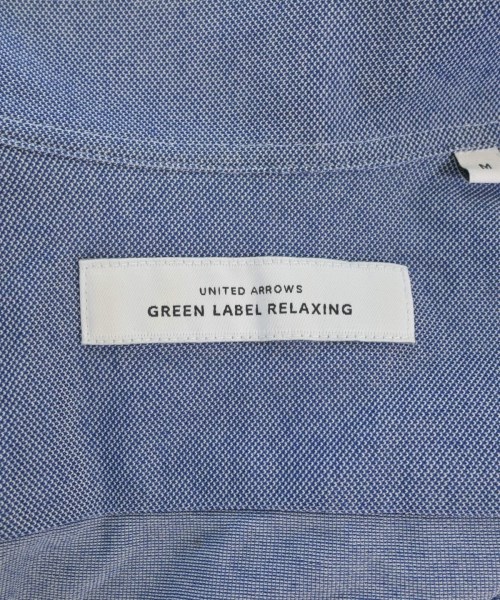 M
UNITED ARROWS
GREEN LABEL RELAXING